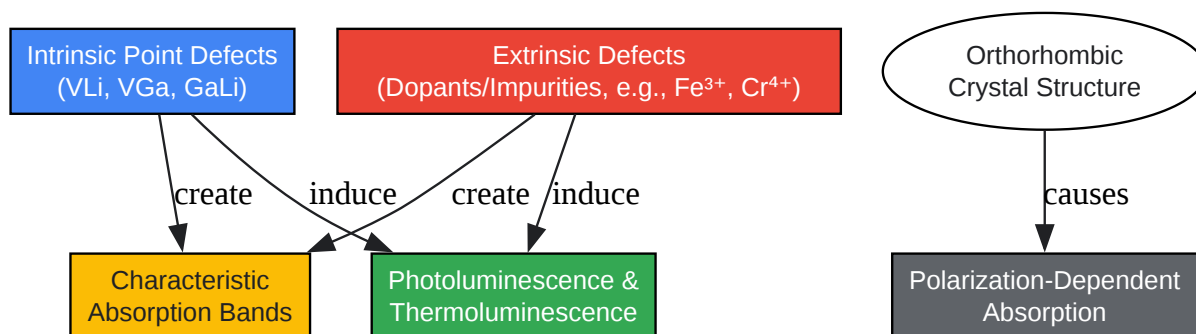 Intrinsic Point Defects
(VLi, VGa, GaLi)
Extrinsic Defects
(Dopants/Impurities, e.g., Fe³⁺, Cr⁴⁺)
Orthorhombic
Crystal Structure
create
induce
create
induce
causes
Characteristic
Absorption Bands
Photoluminescence &
Thermoluminescence
Polarization-Dependent
Absorption